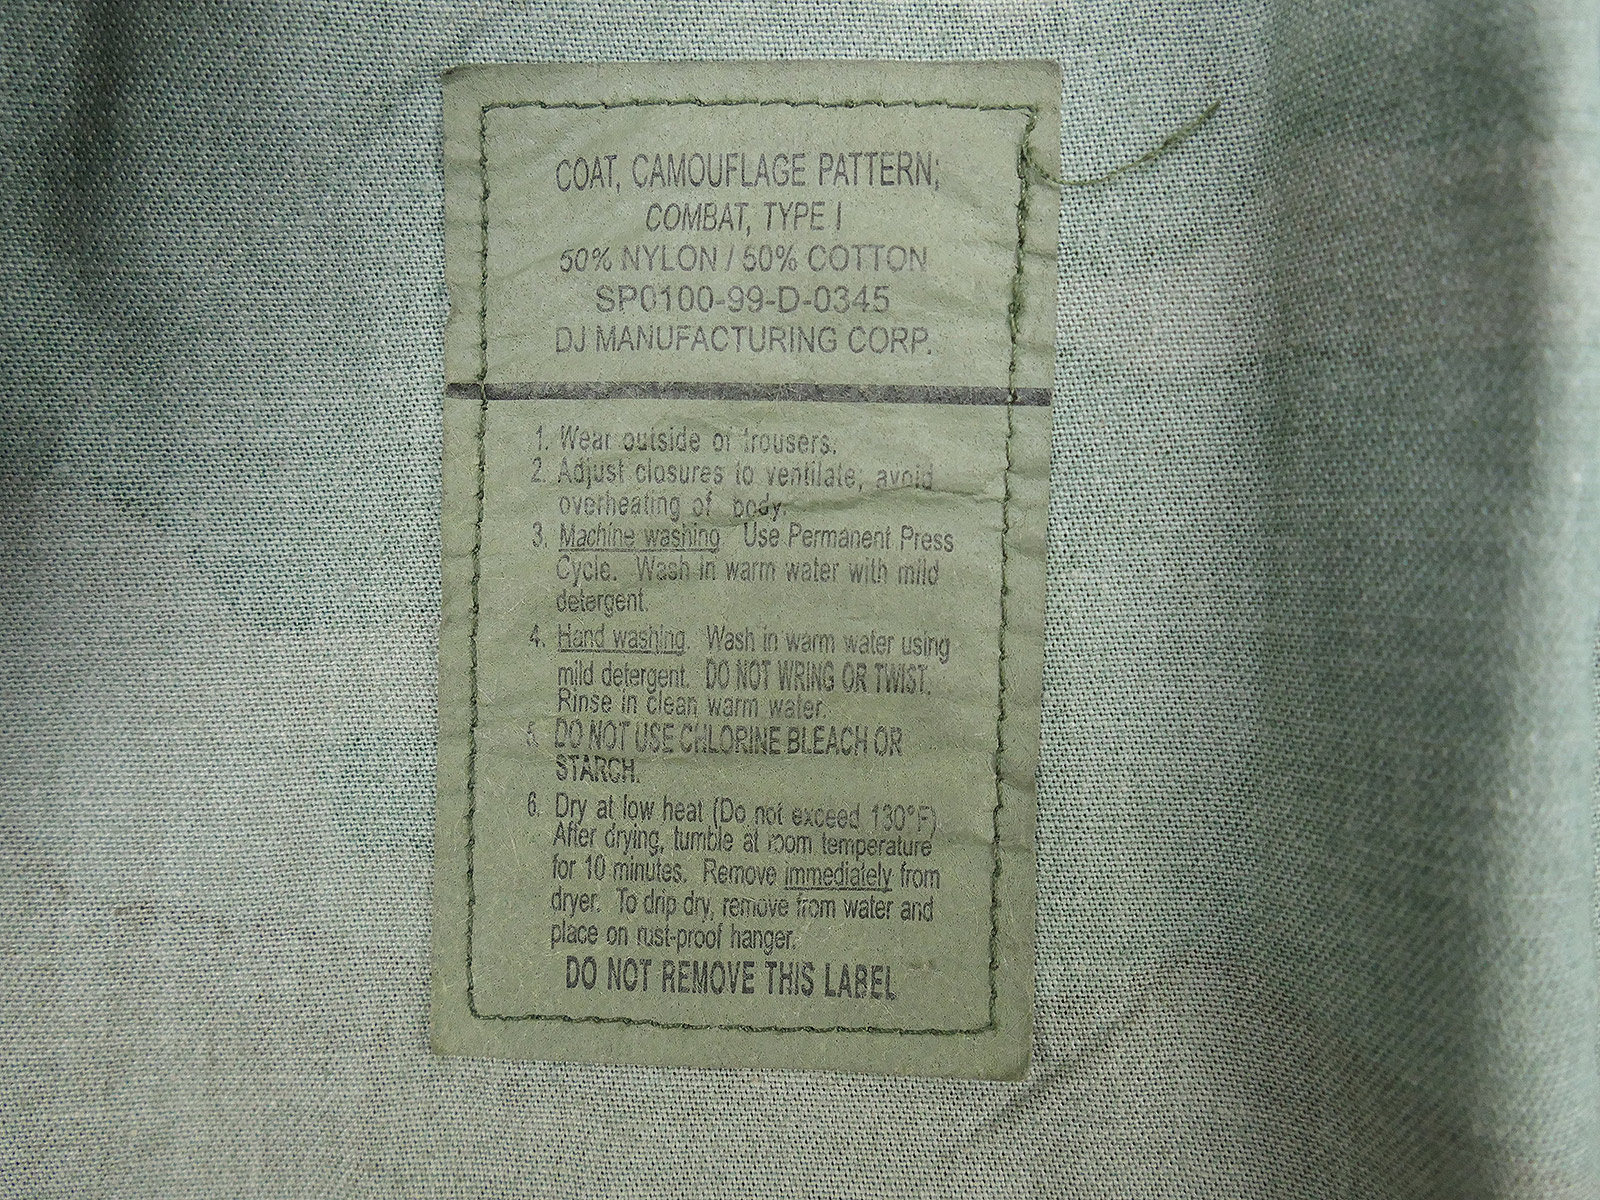 COAT, CAMOUFLAGE PATTERN;
COMBAT, TYPE I
50% NYLON / 50% COTTON
SP0100-99-D-0345
DJ MANUFACTURING CORP.
1. Wear outside of trousers.
2. Adjust closures to ventilate; avoid
overheating of body.
3. Machine washing. Use Permanent Press
Cycle. Wash in warm water with mild
detergent.
4. Hand washing. Wash in warm water using
mild detergent. DO NOT WRING OR TWIST.
Rinse in clean warm water.
5. DO NOT USE CHLORINE BLEACH OR
STARCH.
6. Dry at low heat (Do not exceed 130°F)
After drying, tumble at room temperature
for 10 minutes. Remove immediately from
dryer. To drip dry, remove from water and
place on rust-proof hanger.
DO NOT REMOVE THIS LABEL